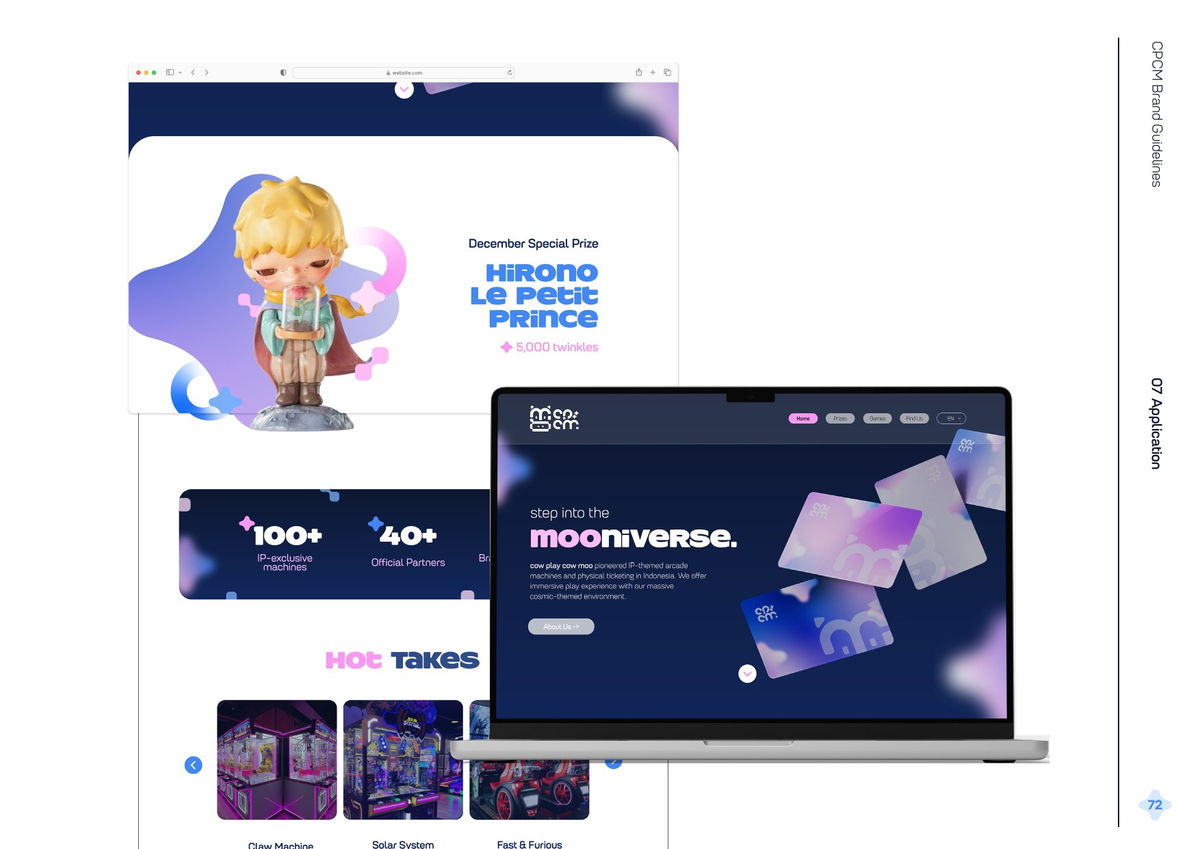 CPCM Brand Guidelines
07 Application
72
website.com
December Special Prize
Hirono
Le Petit
Prince
5,000 twinkles
100+
IP-exclusive
machines
40+
Official Partners
Hot Takes
Claw Machine
Solar System
Fast & Furious
cp:
cm.
Home
Prizes
Games
Find Us
EN
step into the
mooniverse.
cow play cow moo pioneered IP-themed arcade
machines and physical ticketing in Indonesia. We offer
immersive play experience with our massive
cosmic-themed environment.
About Us ->